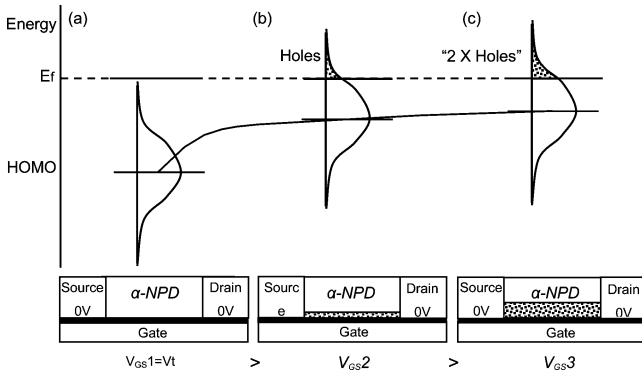 Energy
(a)
(b)
(c)
Holes
"2 X Holes"
Ef
HOMO
Source
0V
α-NPD
Drain
0V
Gate
Sourc
e
α-NPD
Drain
0V
Gate
Source
0V
α-NPD
Drain
0V
Gate
VGS1=Vt
>
VGS2
>
VGS3